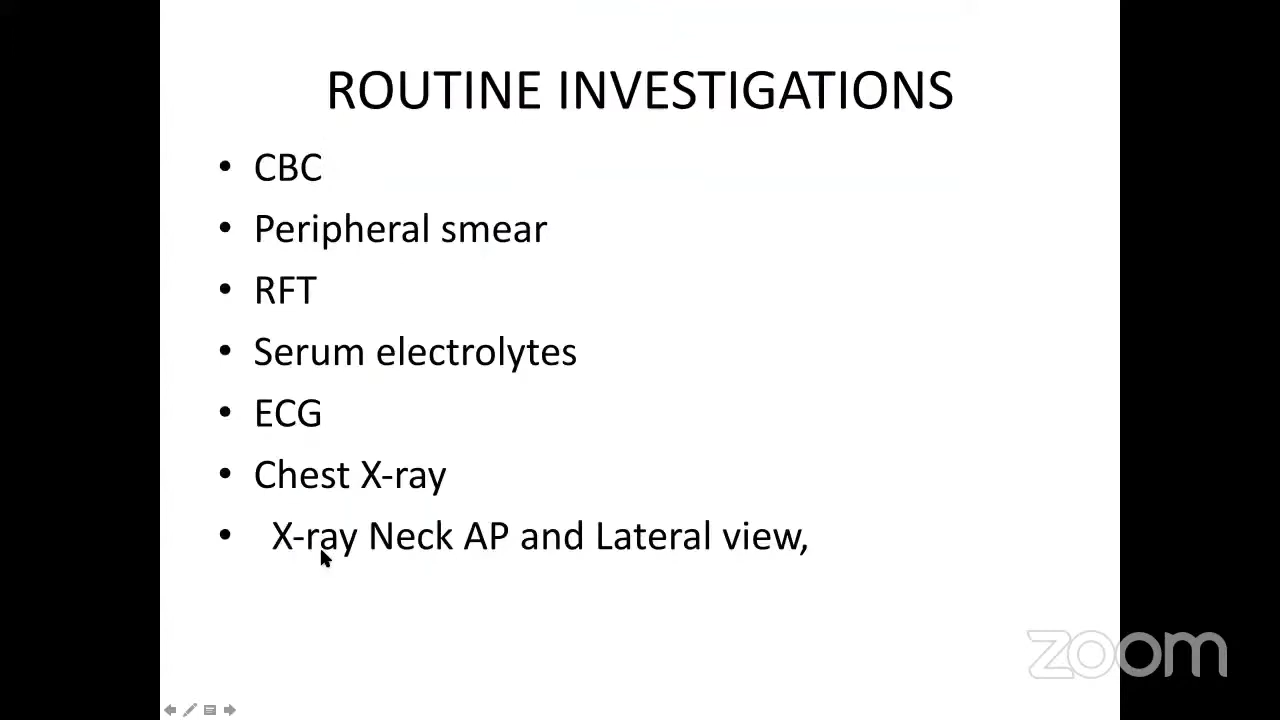 ROUTINE INVESTIGATIONS
• CBC
• Peripheral smear
• RFT
• Serum electrolytes
• ECG
• Chest X-ray
• X-ray Neck AP and Lateral view,
zoom